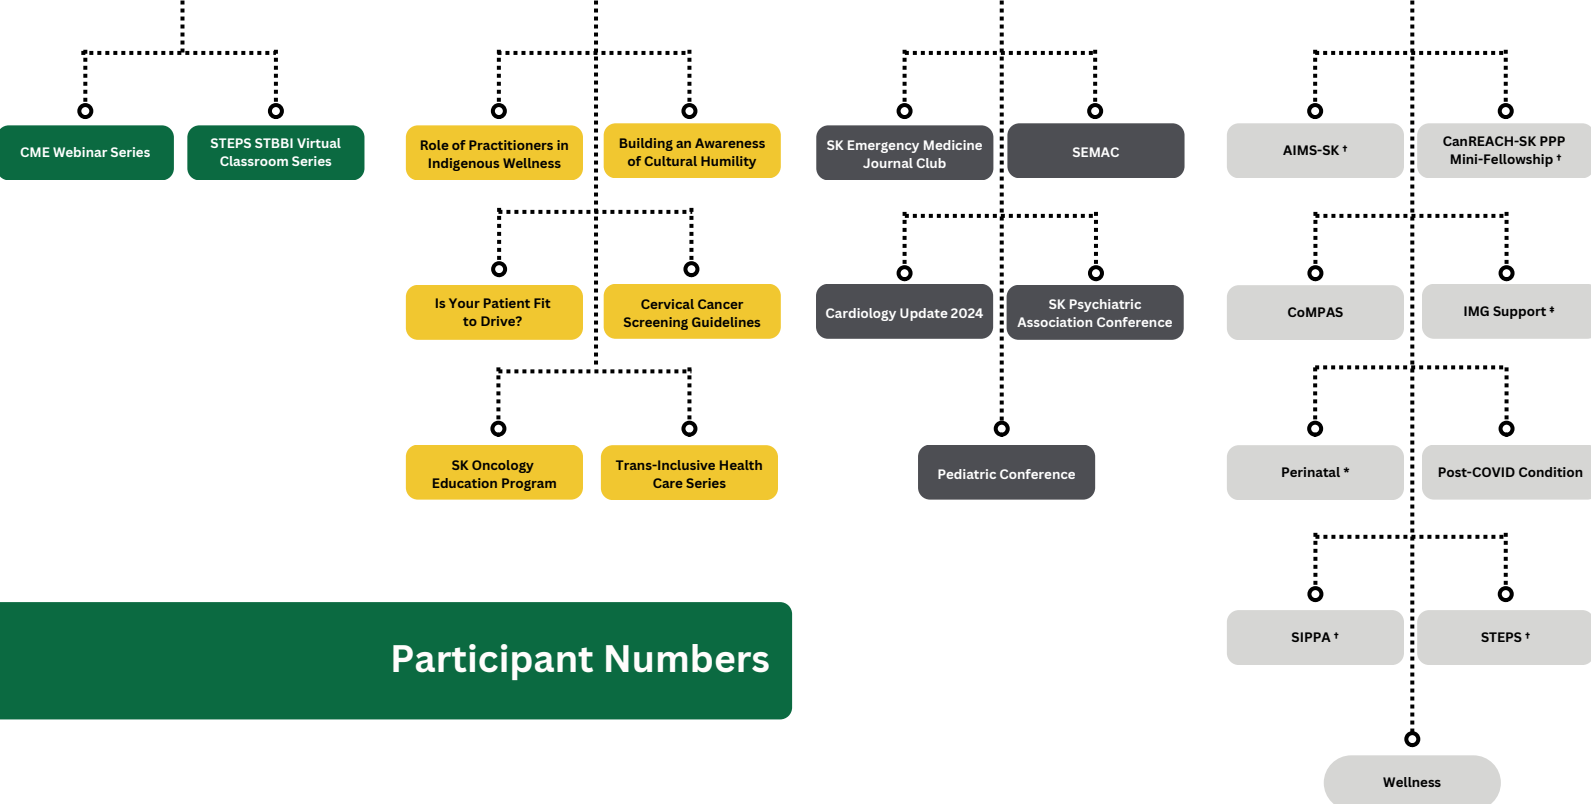 CME Webinar Series
STEPS STBBI Virtual
Classroom Series
Role of Practitioners in
Indigenous Wellness
Building an Awareness
of Cultural Humility
Is Your Patient Fit
to Drive?
Cervical Cancer
Screening Guidelines
SK Oncology
Education Program
Trans-Inclusive Health
Care Series
SK Emergency Medicine
Journal Club
SEMAC
Cardiology Update 2024
SK Psychiatric
Association Conference
Pediatric Conference
AIMS-SK †
CanREACH-SK PPP
Mini-Fellowship †
CoMPAS
IMG Support ‡
Perinatal *
Post-COVID Condition
SIPPA †
STEPS †
Wellness
Participant Numbers